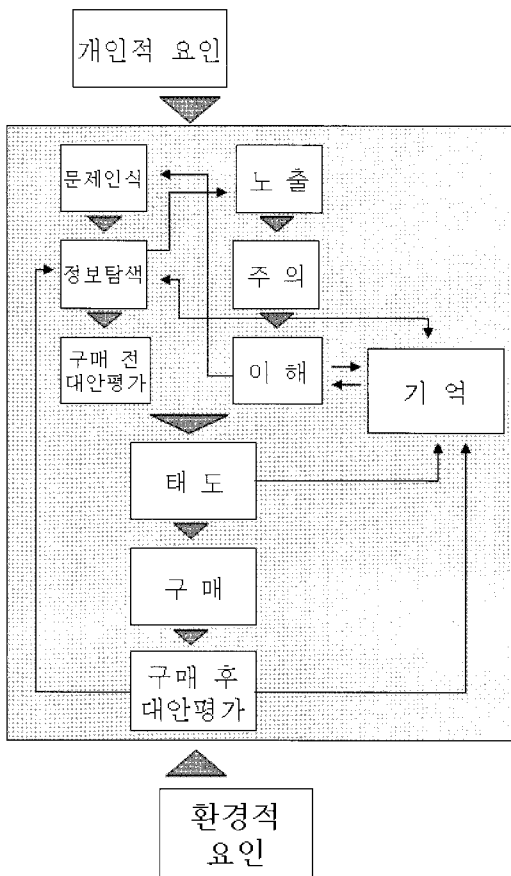 개인적 요인
문제인식
노 출
정보탐색
주 의
구매 전
대안평가
이 해
기 억
태 도
구 매
구매 후
대안평가
환경적
요인